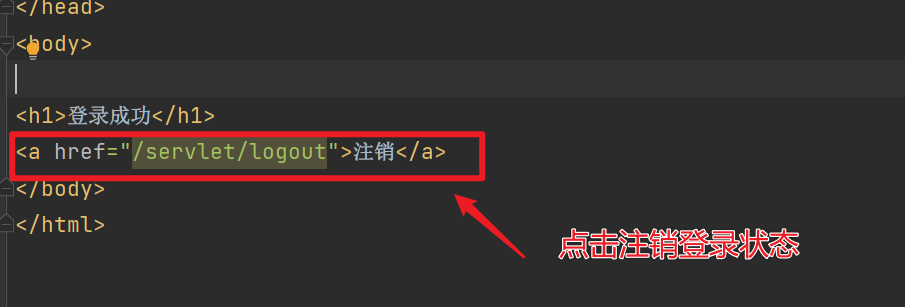 </head>
<body>
<h1>登录成功</h1>
<a href="/servlet/logout">注销</a>
</body>
</html>
点击注销登录状态